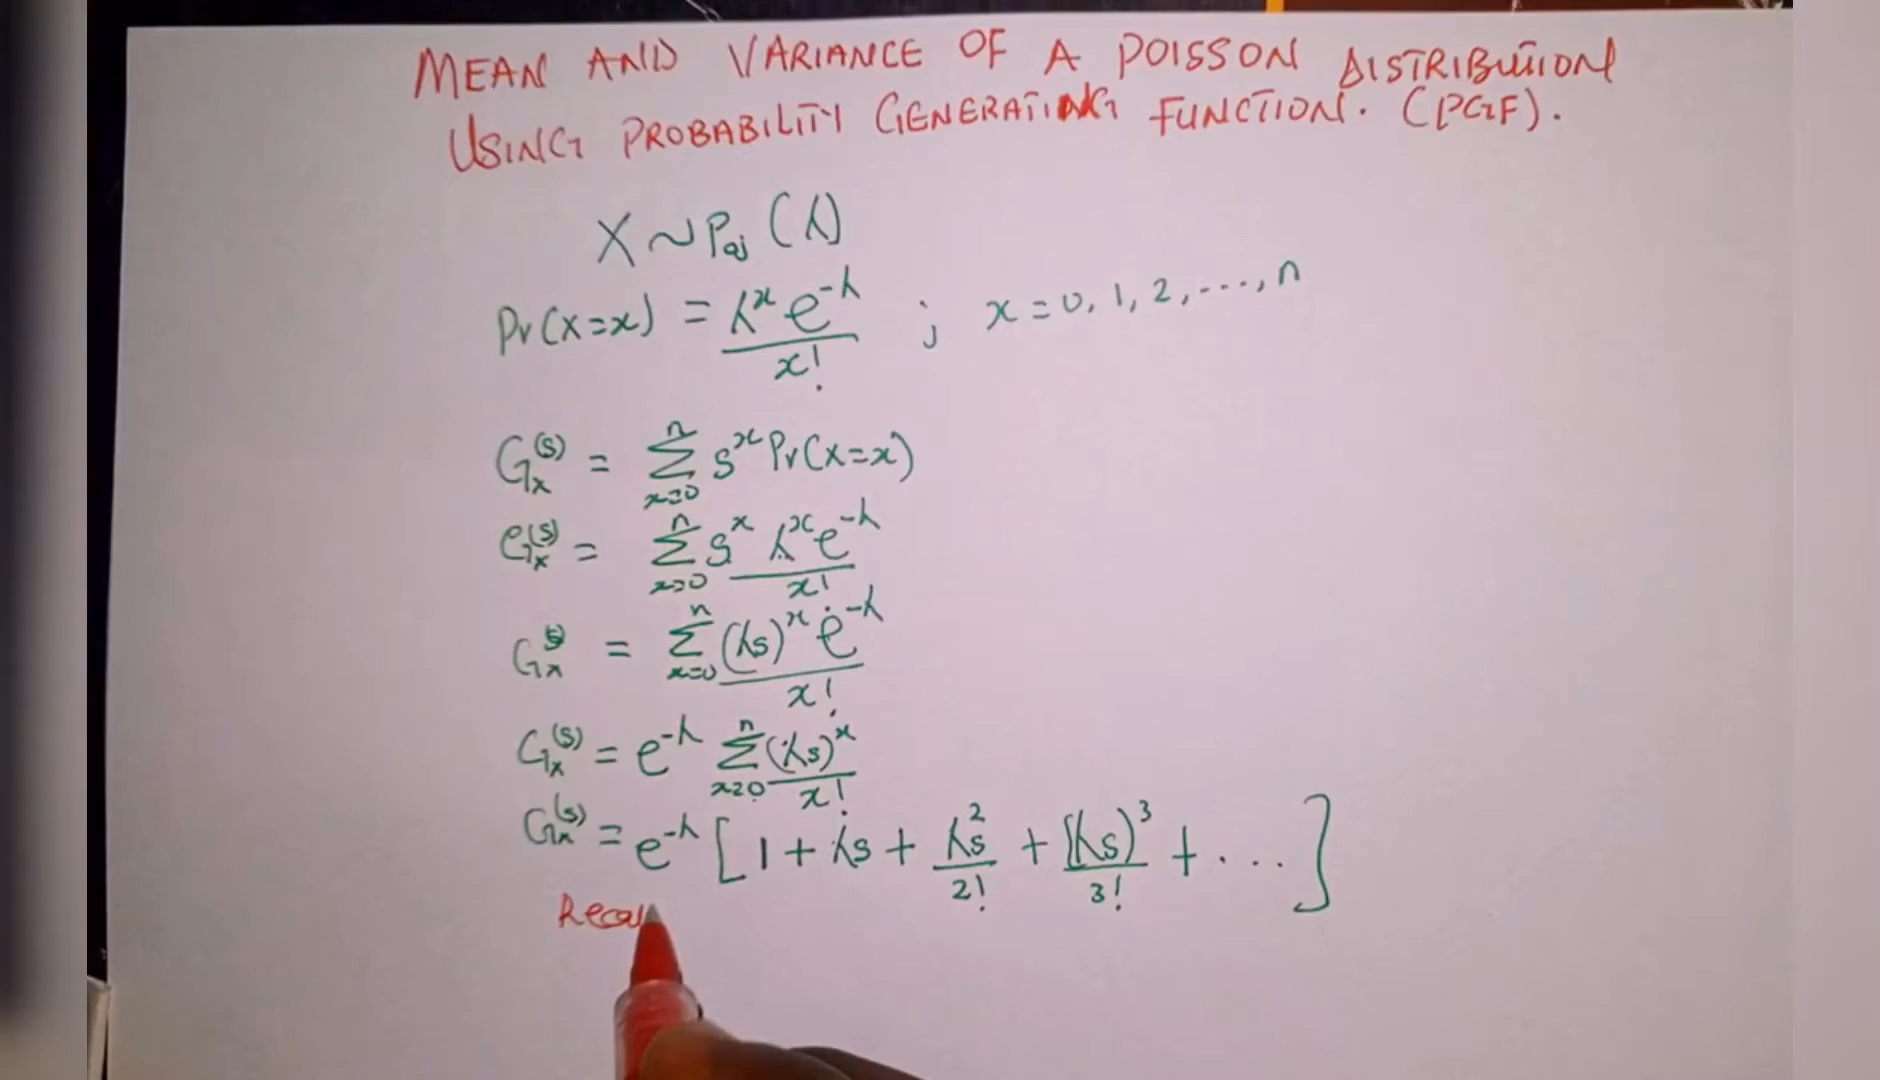 MEAN AND VARIANCE OF A POISSON DISTRIBUTION
USING PROBABILITY GENERATING FUNCTION. (PGF).
X ~ Poi (λ)
Pr(X=x) = λ^x e^-λ / x! ; x = 0, 1, 2, ..., n
G_x^(s) = Σ_{x=0}^n s^x Pr(X=x)
G_x^(s) = Σ_{x=0}^n s^x λ^x e^-λ / x!
G_x^(s) = Σ_{x=0}^n (λs)^x e^-λ / x!
G_x^(s) = e^-λ Σ_{x=0}^n (λs)^x / x!
G_x^(s) = e^-λ [1 + λs + λs^2 / 2! + (λs)^3 / 3! + ...]
Recal